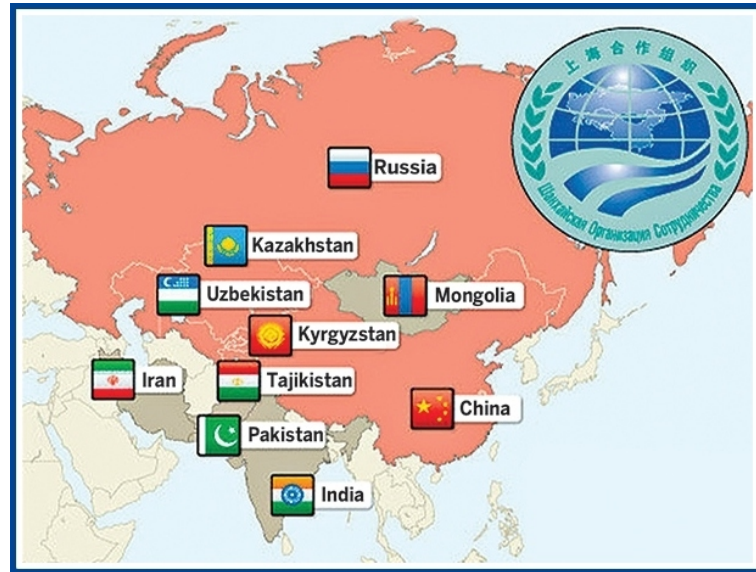 上海合作组织
Шанхайская Организация Сотрудничества
Russia
Kazakhstan
Uzbekistan
Mongolia
Kyrgyzstan
Iran
Tajikistan
China
Pakistan
India